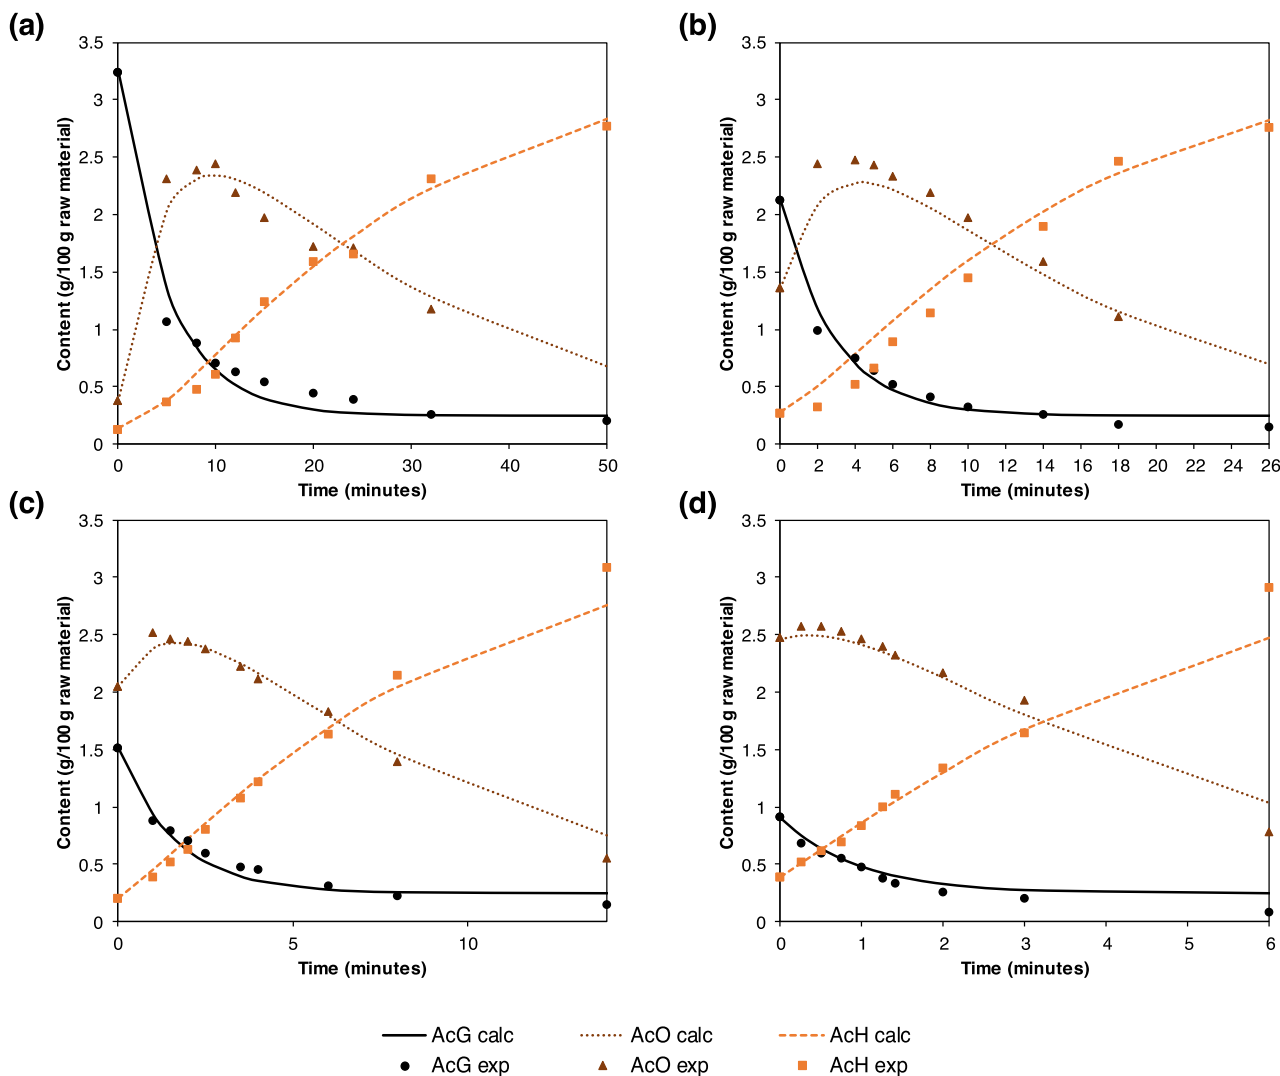 (a)
3.5
3
2.5
2
1.5
1
0.5
0
Content (g/100 g raw material)
0 10 20 30 40 50
Time (minutes)
(b)
3.5
3
2.5
2
1.5
1
0.5
0
Content (g/100 g raw material)
0 2 4 6 8 10 12 14 16 18 20 22 24 26
Time (minutes)
(c)
3.5
3
2.5
2
1.5
1
0.5
0
Content (g/100 g raw material)
0 5 10
Time (minutes)
(d)
3.5
3
2.5
2
1.5
1
0.5
0
Content (g/100 g raw material)
0 1 2 3 4 5 6
Time (minutes)
AcG calc AcO calc AcH calc
AcG exp AcO exp AcH exp